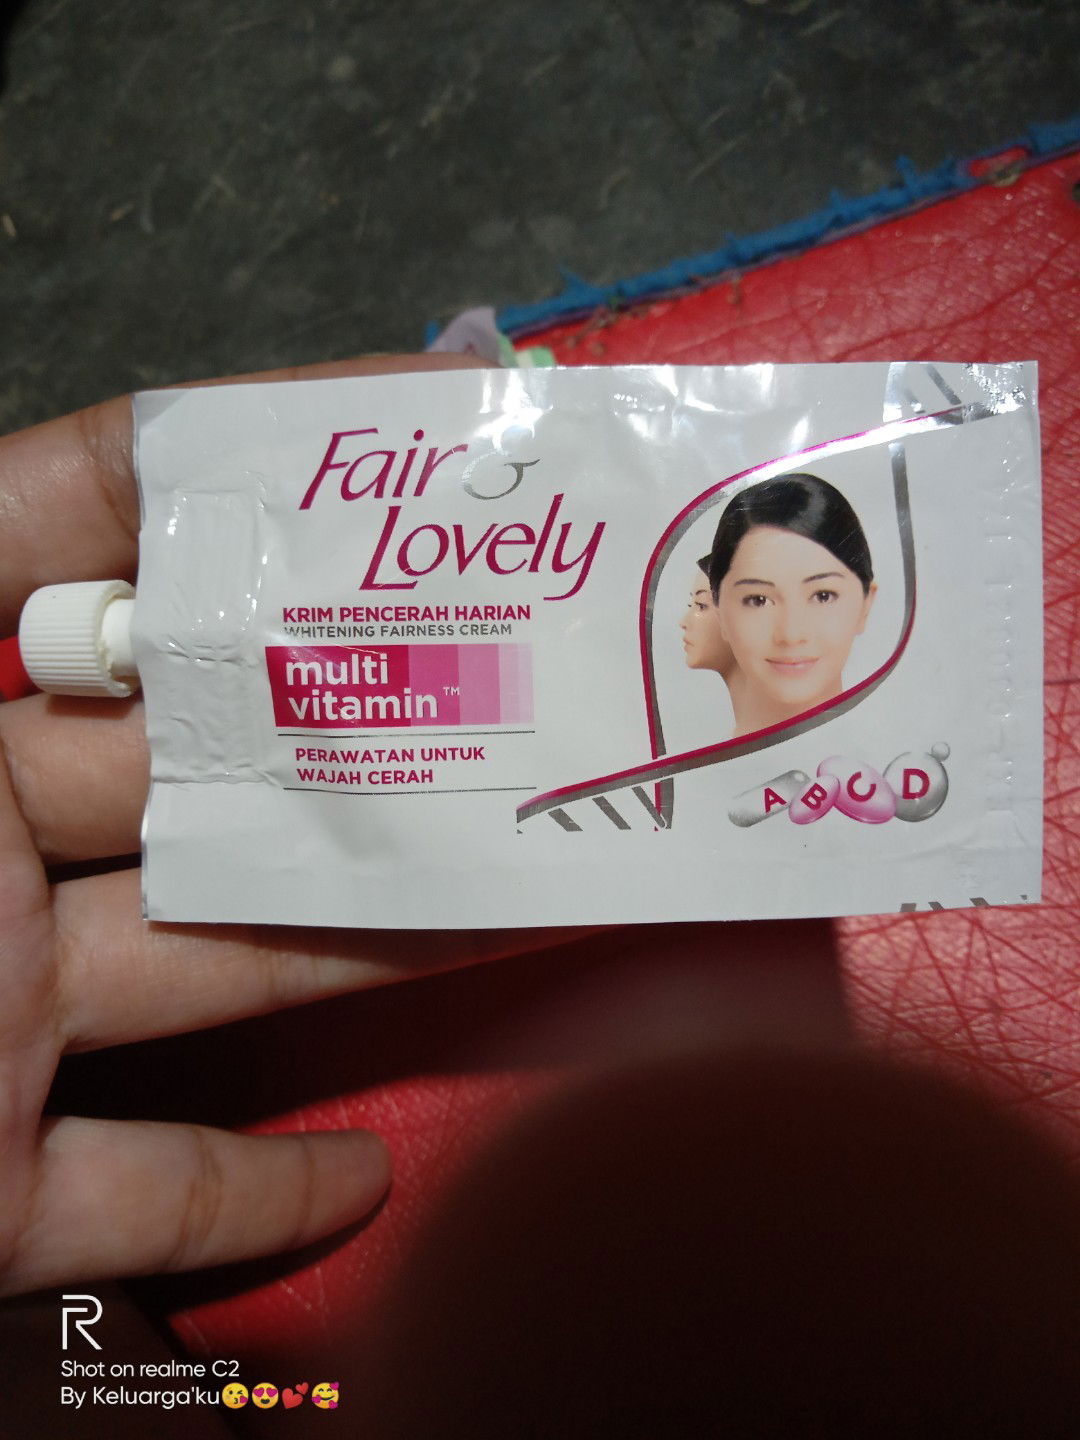 Fair &
Lovely
KRIM PENCERAH HARIAN
WHITENING FAIRNESS CREAM
multi
vitamin™
PERAWATAN UNTUK
WAJAH CERAH
A B C D
R
Shot on realme C2
By Keluarga'ku😘😍💕🥰